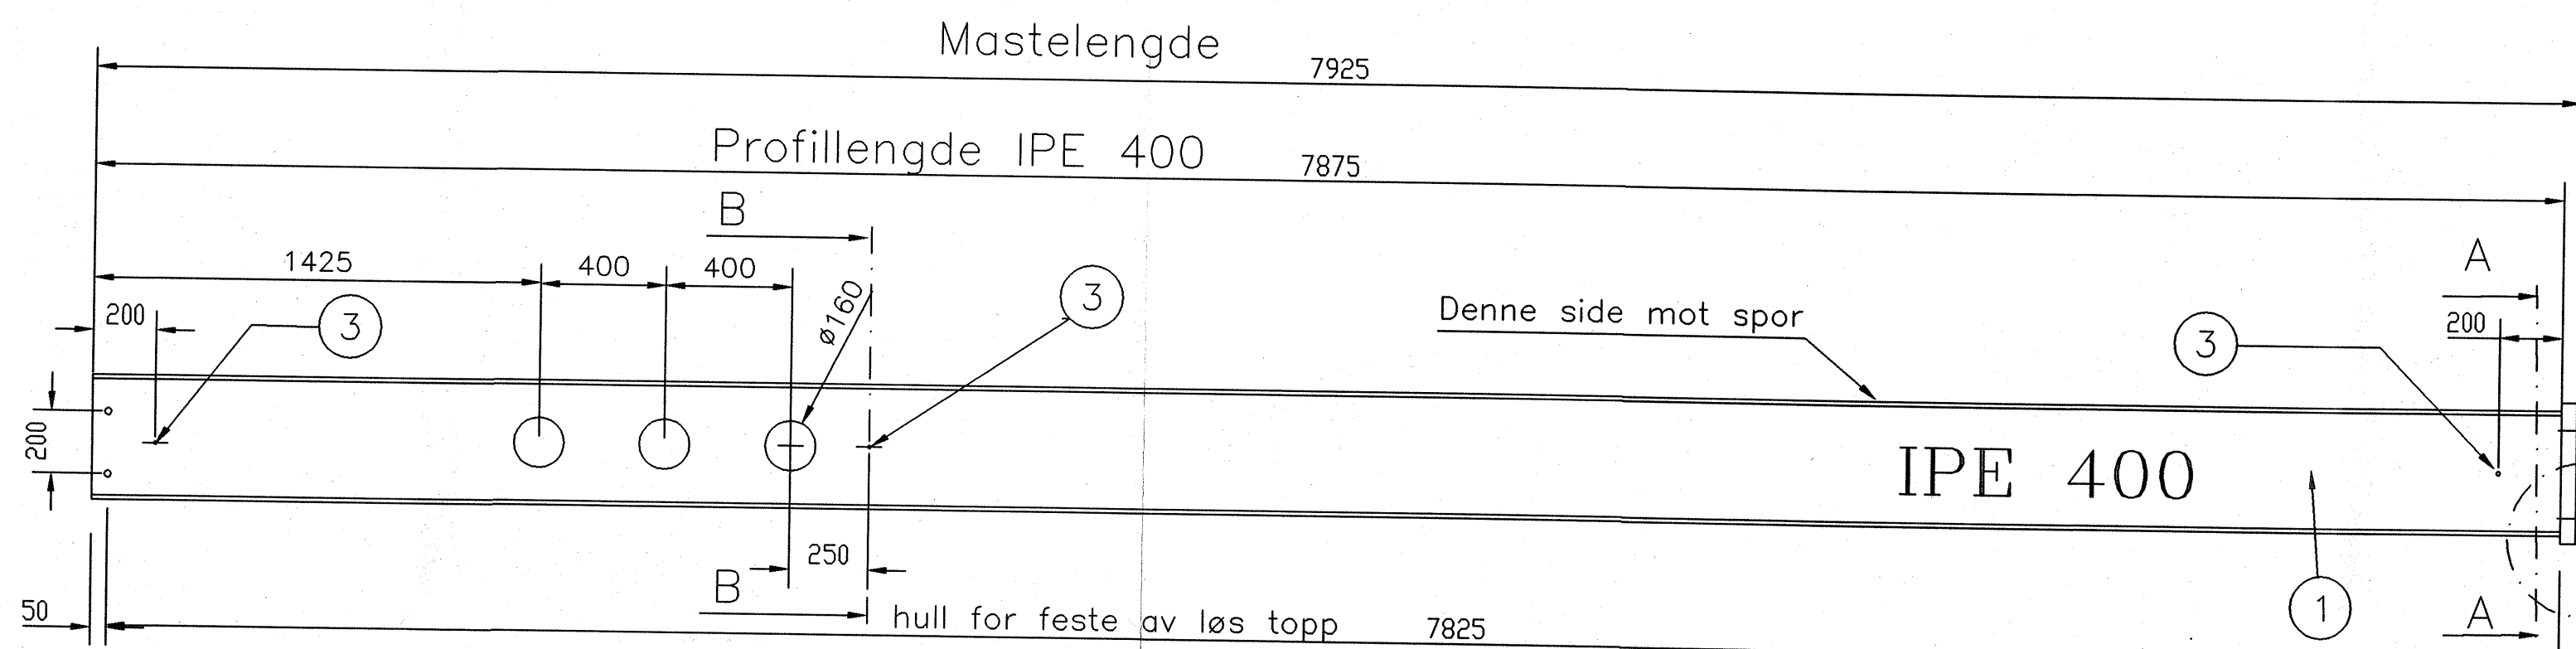 Mastelengde 7925
Profillengde IPE 400 7875
B
A
1425 400 400
200 3 ø160 3 Denne side mot spor 3 200
200
IPE 400
250
B
1
A
50 hull for feste av løs topp 7825